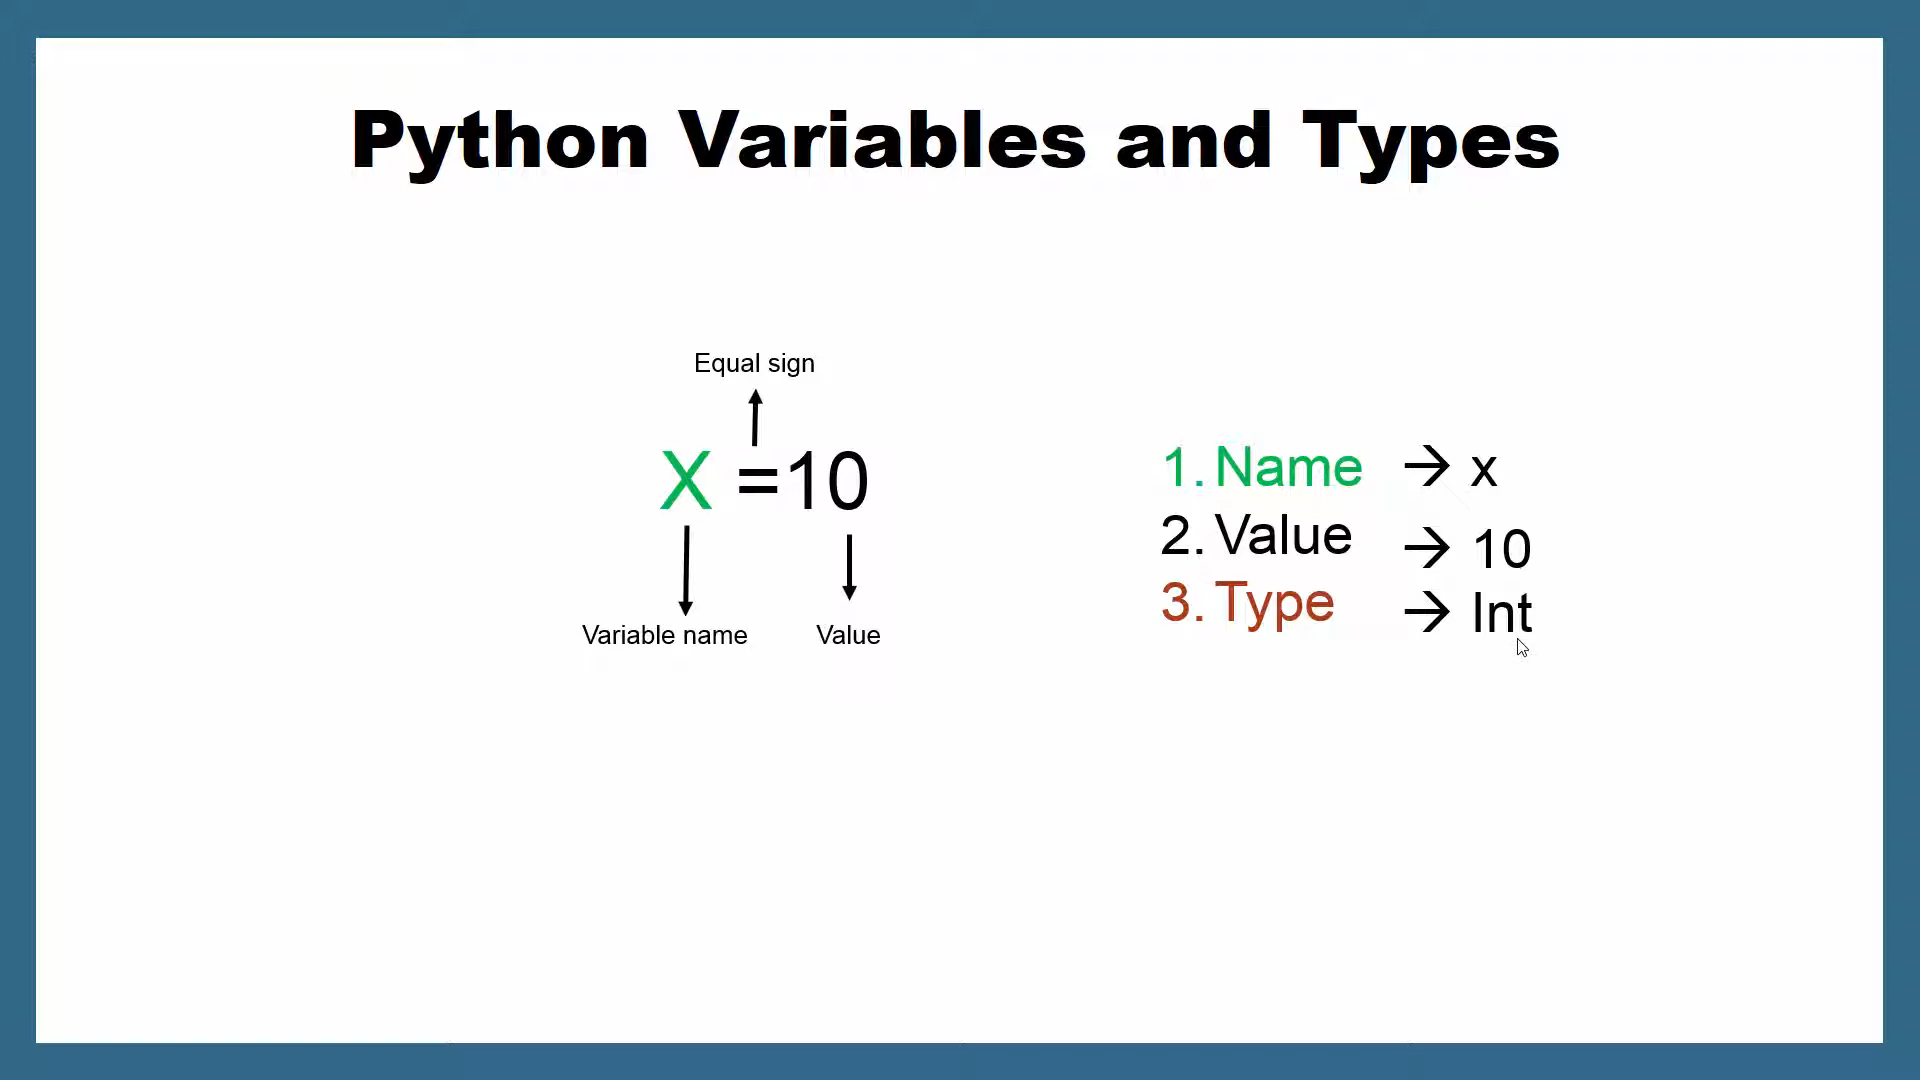 Python Variables and Types
Equal sign
X =10
Variable name
Value
1. Name → x
2. Value → 10
3. Type → Int